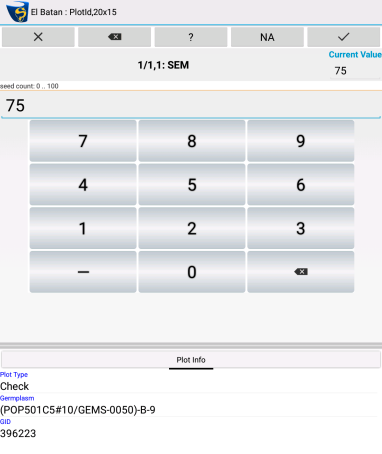 El Batan : PlotId,20x15
? NA
Current Value
1/1,1: SEM
75
seed count: 0 .. 100
75
7 8 9
4 5 6
1 2 3
– 0
Plot Info
Plot Type
Check
Germplasm
(POP501C5#10/GEMS-0050)-B-9
GID
396223